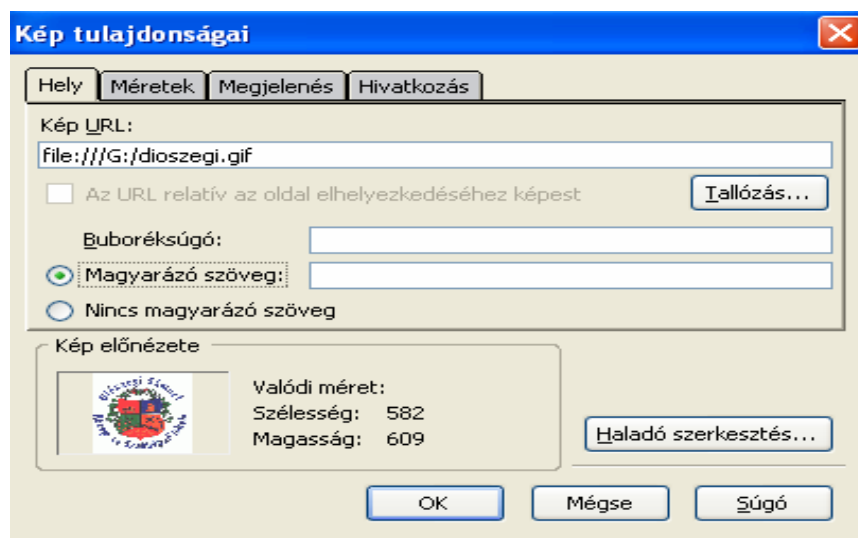 Kép tulajdonságai
Hely Méretek Megjelenés Hivatkozás
Kép URL:
file:///G:/dioszegi.gif
Az URL relatív az oldal elhelyezkedéséhez képest
Tallózás...
Buboréksúgó:
Magyarázó szöveg:
Nincs magyarázó szöveg
Kép előnézete
Valódi méret:
Szélesség: 582
Magasság: 609
Haladó szerkesztés...
OK Mégse Súgó